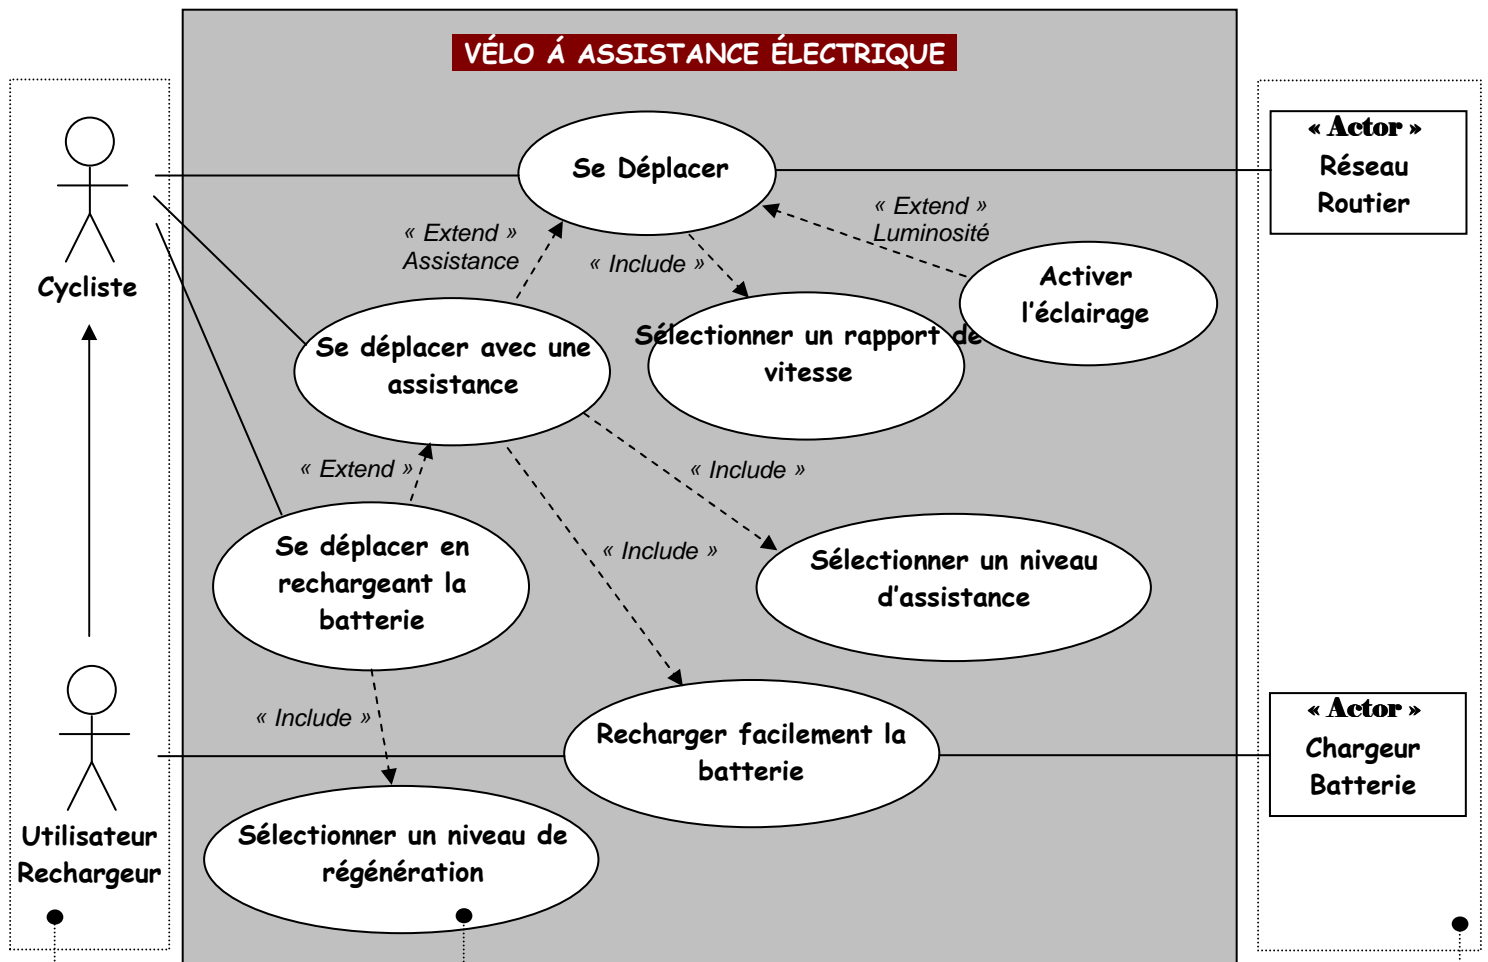 VÉLO Á ASSISTANCE ÉLECTRIQUE
« Actor »
Réseau
Routier
Se Déplacer
« Extend »
Luminosité
« Extend »
Assistance
« Include »
Activer
l'éclairage
Cycliste
Sélectionner un rapport de
vitesse
Se déplacer avec une
assistance
« Extend »
« Include »
Se déplacer en
rechargeant la
batterie
« Include »
Sélectionner un niveau
d'assistance
« Include »
Recharger facilement la
batterie
« Actor »
Chargeur
Batterie
Utilisateur
Rechargeur
Sélectionner un niveau de
régénération